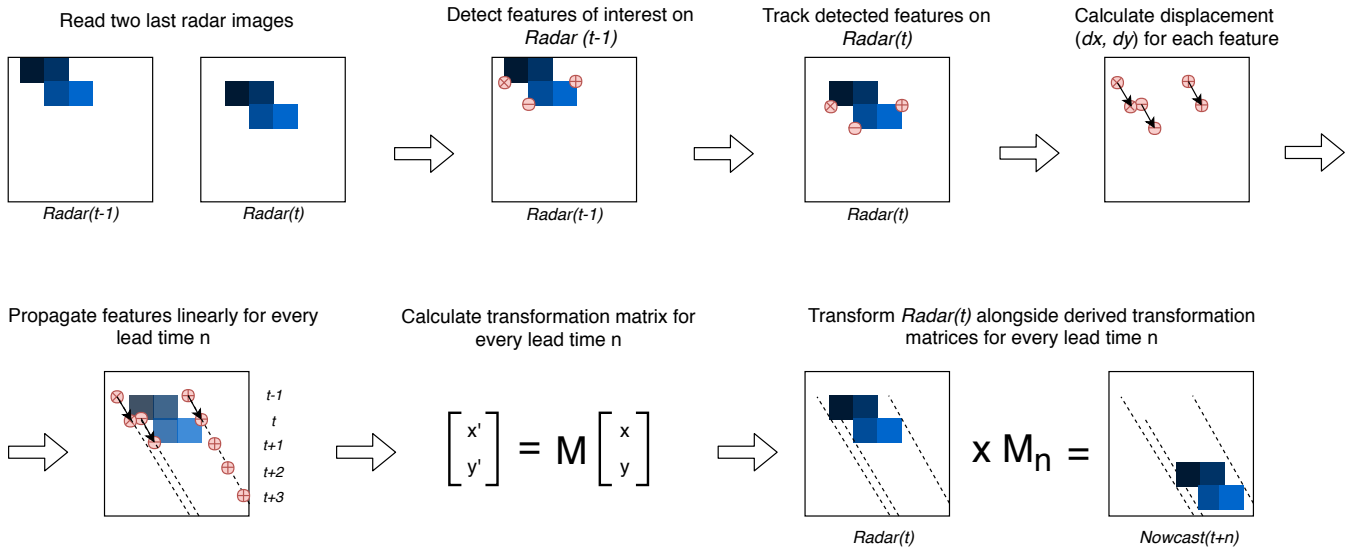 Read two last radar images
Radar(t-1)
Radar(t)
Detect features of interest on
Radar (t-1)
Radar(t-1)
Track detected features on
Radar(t)
Radar(t)
Calculate displacement
(dx, dy) for each feature
Propagate features linearly for every
lead time n
t-1
t
t+1
t+2
t+3
Calculate transformation matrix for
every lead time n
x'
y'
= M
x
y
Transform Radar(t) alongside derived transformation
matrices for every lead time n
Radar(t)
x Mn =
Nowcast(t+n)